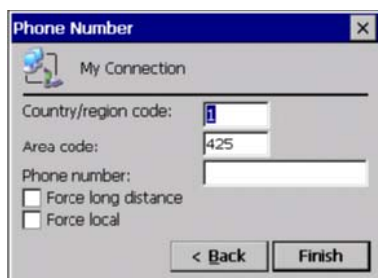 Phone Number
My Connection
Country/region code: 1
Area code: 425
Phone number:
Force long distance
Force local
< Back Finish